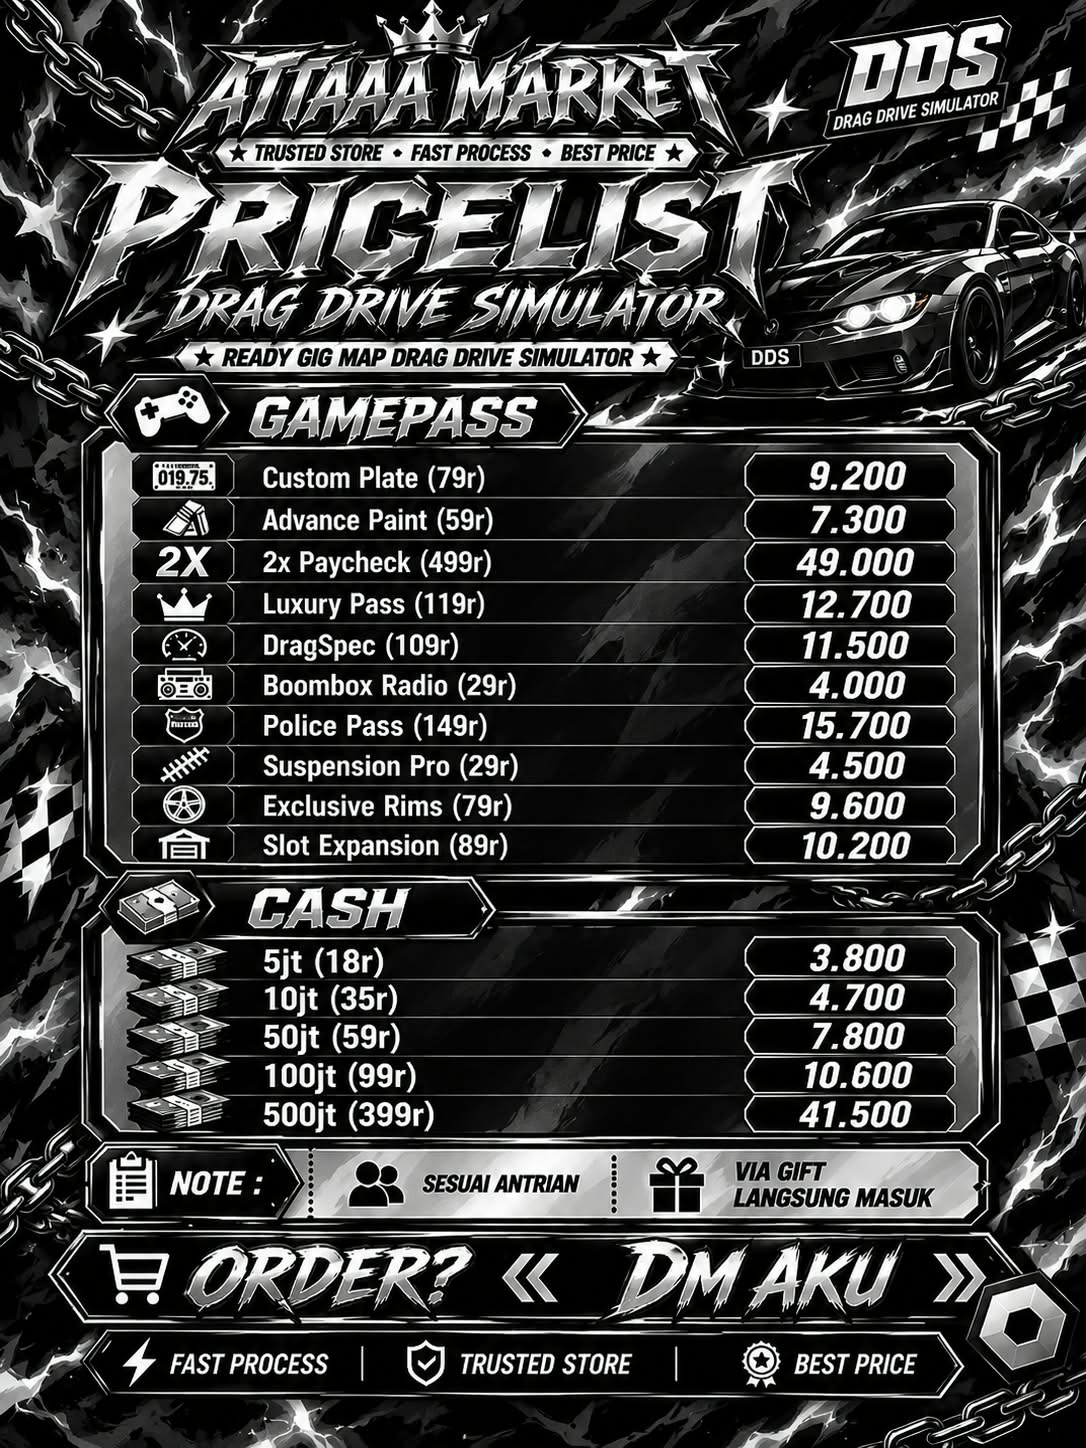 ATTAAA MARKET
DDS
DRAG DRIVE SIMULATOR
★ TRUSTED STORE • FAST PROCESS • BEST PRICE ★
PRICELIST
DRAG DRIVE SIMULATOR
★ READY GIG MAP DRAG DRIVE SIMULATOR ★
DDS
GAMEPASS
019.75. Custom Plate (79r) 9.200
Advance Paint (59r) 7.300
2X 2x Paycheck (499r) 49.000
Luxury Pass (119r) 12.700
DragSpec (109r) 11.500
Boombox Radio (29r) 4.000
Police Pass (149r) 15.700
Suspension Pro (29r) 4.500
Exclusive Rims (79r) 9.600
Slot Expansion (89r) 10.200
CASH
5jt (18r) 3.800
10jt (35r) 4.700
50jt (59r) 7.800
100jt (99r) 10.600
500jt (399r) 41.500
NOTE : SESUAI ANTRIAN VIA GIFT
LANGSUNG MASUK
ORDER? « DM AKU »
FAST PROCESS | TRUSTED STORE | BEST PRICE